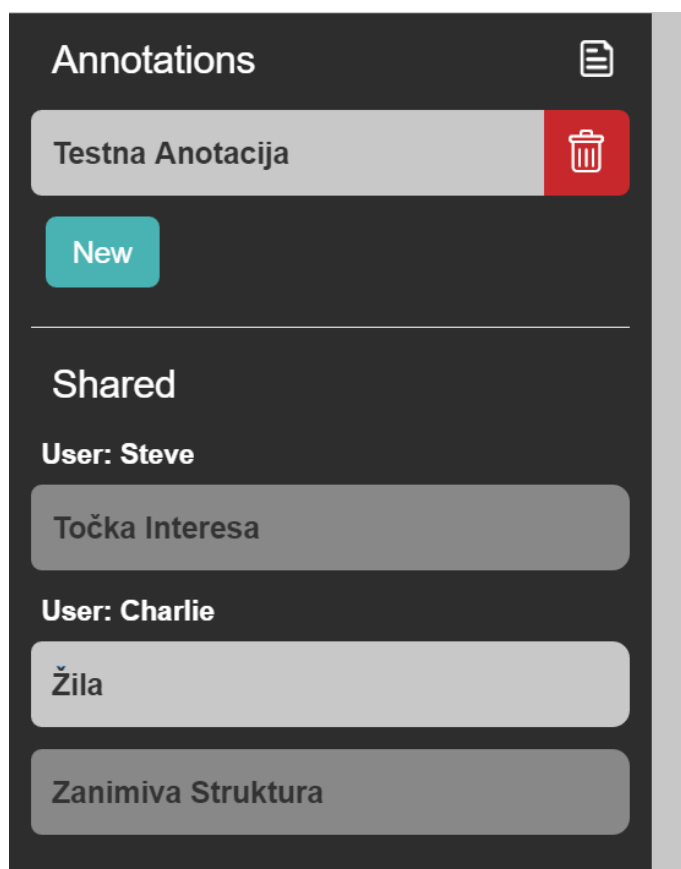 Annotations
Testna Anotacija
New
Shared
User: Steve
Točka Interesa
User: Charlie
Žila
Zanimiva Struktura